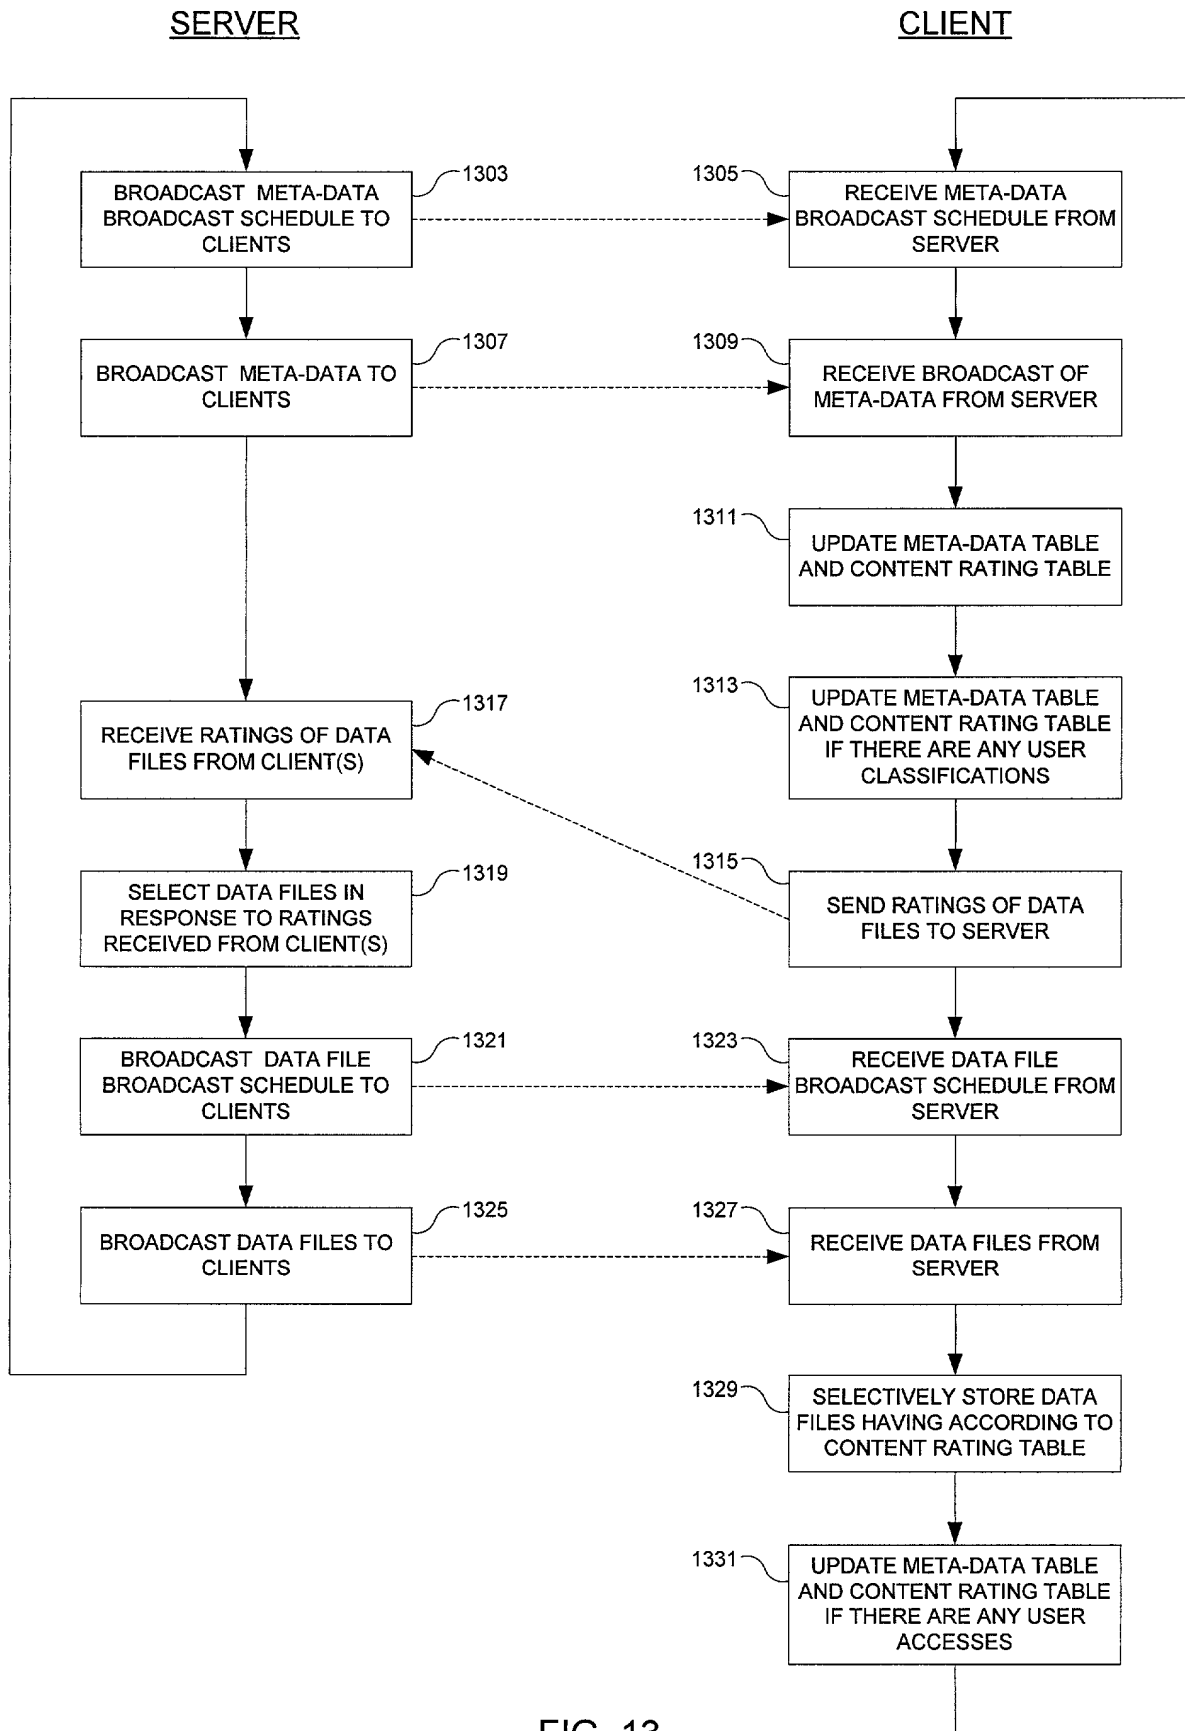 SERVER
CLIENT
1303
BROADCAST META-DATA
BROADCAST SCHEDULE TO
CLIENTS
1305
RECEIVE META-DATA
BROADCAST SCHEDULE FROM
SERVER
1307
BROADCAST META-DATA TO
CLIENTS
1309
RECEIVE BROADCAST OF
META-DATA FROM SERVER
1311
UPDATE META-DATA TABLE
AND CONTENT RATING TABLE
1313
UPDATE META-DATA TABLE
AND CONTENT RATING TABLE
IF THERE ARE ANY USER
CLASSIFICATIONS
1317
RECEIVE RATINGS OF DATA
FILES FROM CLIENT(S)
1315
SEND RATINGS OF DATA
FILES TO SERVER
1319
SELECT DATA FILES IN
RESPONSE TO RATINGS
RECEIVED FROM CLIENT(S)
1321
BROADCAST DATA FILE
BROADCAST SCHEDULE TO
CLIENTS
1323
RECEIVE DATA FILE
BROADCAST SCHEDULE FROM
SERVER
1325
BROADCAST DATA FILES TO
CLIENTS
1327
RECEIVE DATA FILES FROM
SERVER
1329
SELECTIVELY STORE DATA
FILES HAVING ACCORDING TO
CONTENT RATING TABLE
1331
UPDATE META-DATA TABLE
AND CONTENT RATING TABLE
IF THERE ARE ANY USER
ACCESSES
FIG. 13